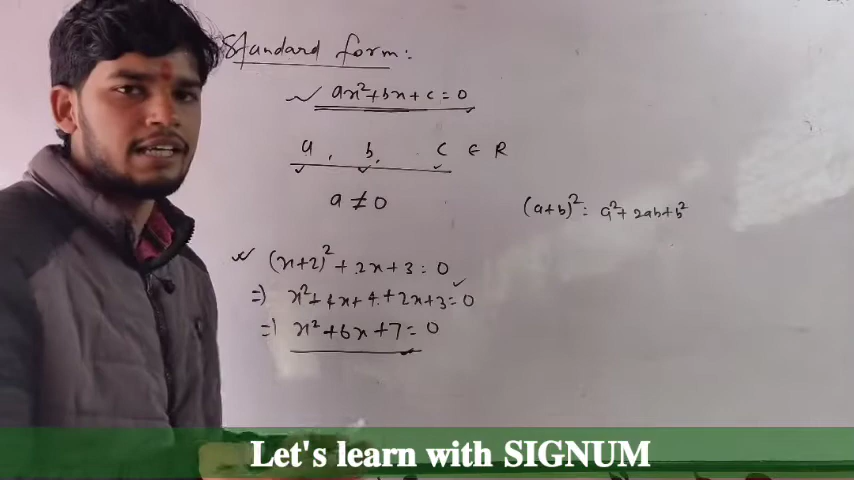 Standard form:
ax²+bx+c=0
a, b, c ∈ R
a ≠ 0
(a+b)²: a²+2ab+b²
(x+2)²+2x+3:0
=) x²+4x+4+2x+3=0
=) x²+6x+7=0
Let's learn with SIGNUM